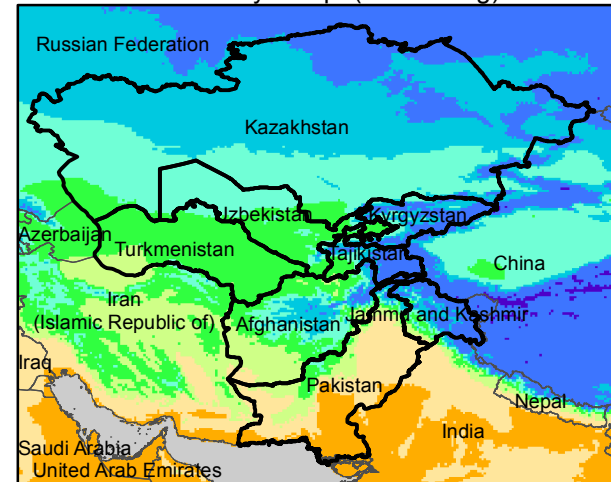 Russian Federation
Kazakhstan
Uzbekistan
Kyrgyzstan
Azerbaijan
Turkmenistan
Tajikistan
China
Iran
(Islamic Republic of)
Afghanistan
Jammu and Kashmir
Iraq
Pakistan
Nepal
India
Saudi Arabia
United Arab Emirates